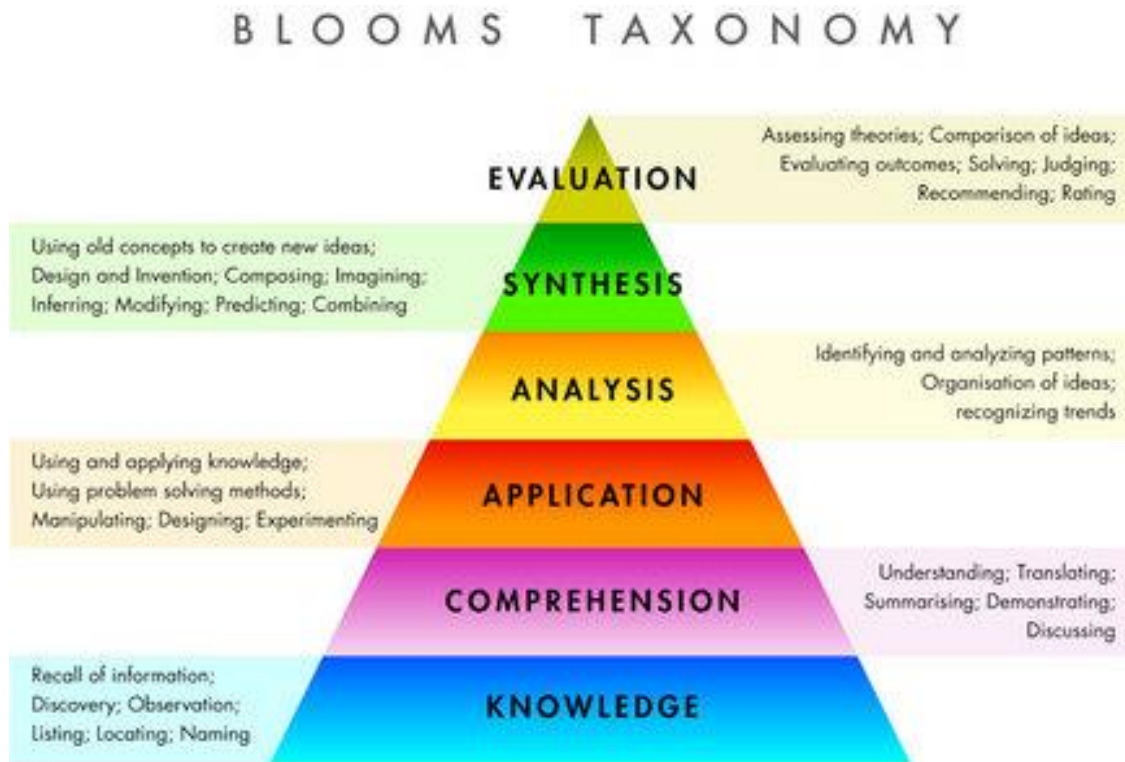 BLOOMS TAXONOMY
EVALUATION
Assessing theories; Comparison of ideas;
Evaluating outcomes; Solving; Judging;
Recommending; Rating
Using old concepts to create new ideas;
Design and Invention; Composing; Imagining;
Inferring; Modifying; Predicting; Combining
SYNTHESIS
ANALYSIS
Identifying and analyzing patterns;
Organisation of ideas;
recognizing trends
Using and applying knowledge;
Using problem solving methods;
Manipulating; Designing; Experimenting
APPLICATION
COMPREHENSION
Understanding; Translating;
Summarising; Demonstrating;
Discussing
Recall of information;
Discovery; Observation;
Listing; Locating; Naming
KNOWLEDGE